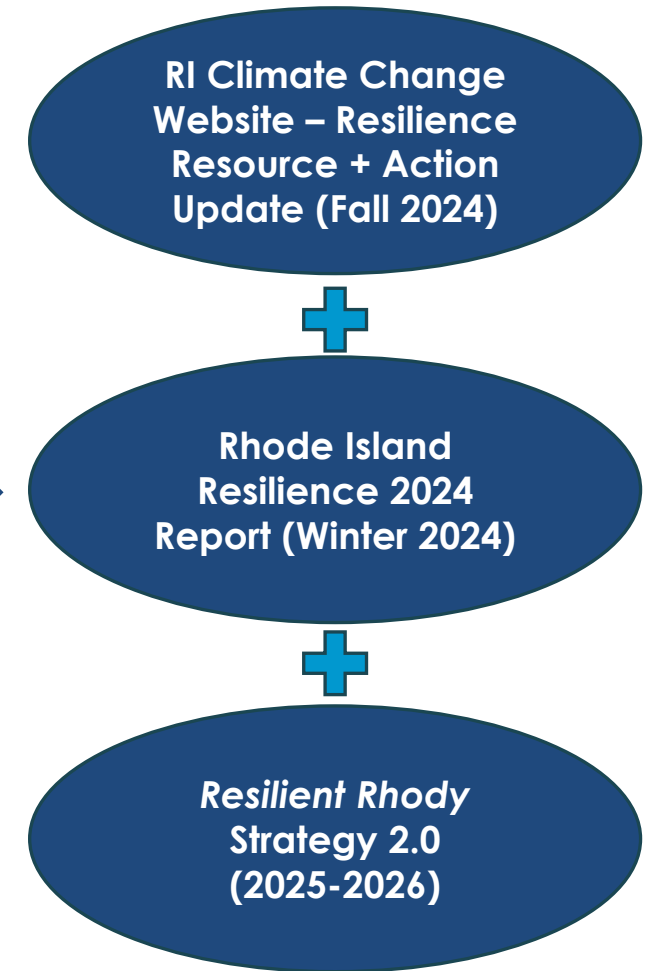 RI Climate Change
Website – Resilience
Resource + Action
Update (Fall 2024)
Rhode Island
Resilience 2024
Report (Winter 2024)
Resilient Rhody
Strategy 2.0
(2025-2026)